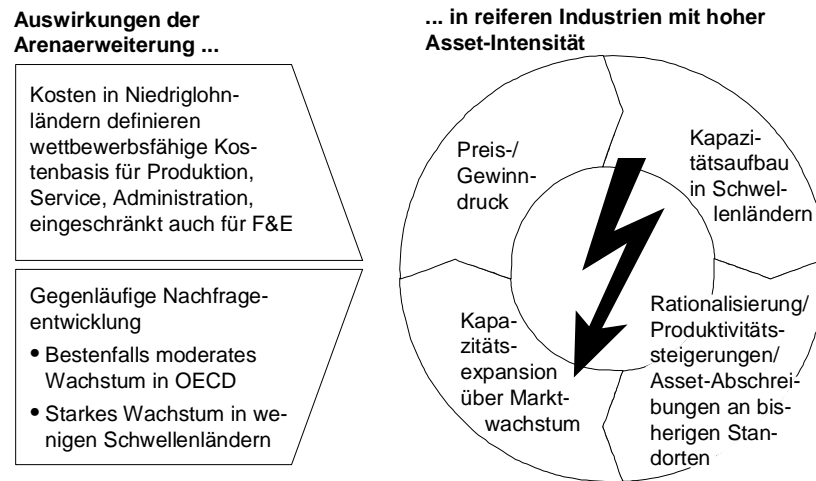 Auswirkungen der
Arenaerweiterung ...
Kosten in Niedriglohn-
ländern definieren
wettbewerbsfähige Kos-
tenbasis für Produktion,
Service, Administration,
eingeschränkt auch für F&E
Gegenläufige Nachfrage-
entwicklung
• Bestenfalls moderates
Wachstum in OECD
• Starkes Wachstum in we-
nigen Schwellenländern
... in reiferen Industrien mit hoher
Asset-Intensität
Preis-/
Gewinn-
druck
Kapazi-
tätsaufbau
in Schwel-
lenländern
Rationalisierung/
Produktivitäts-
steigerungen/
Asset-Abschrei-
bungen an bis-
herigen Stan-
dorten
Kapa-
zitäts-
expansion
über Markt-
wachstum